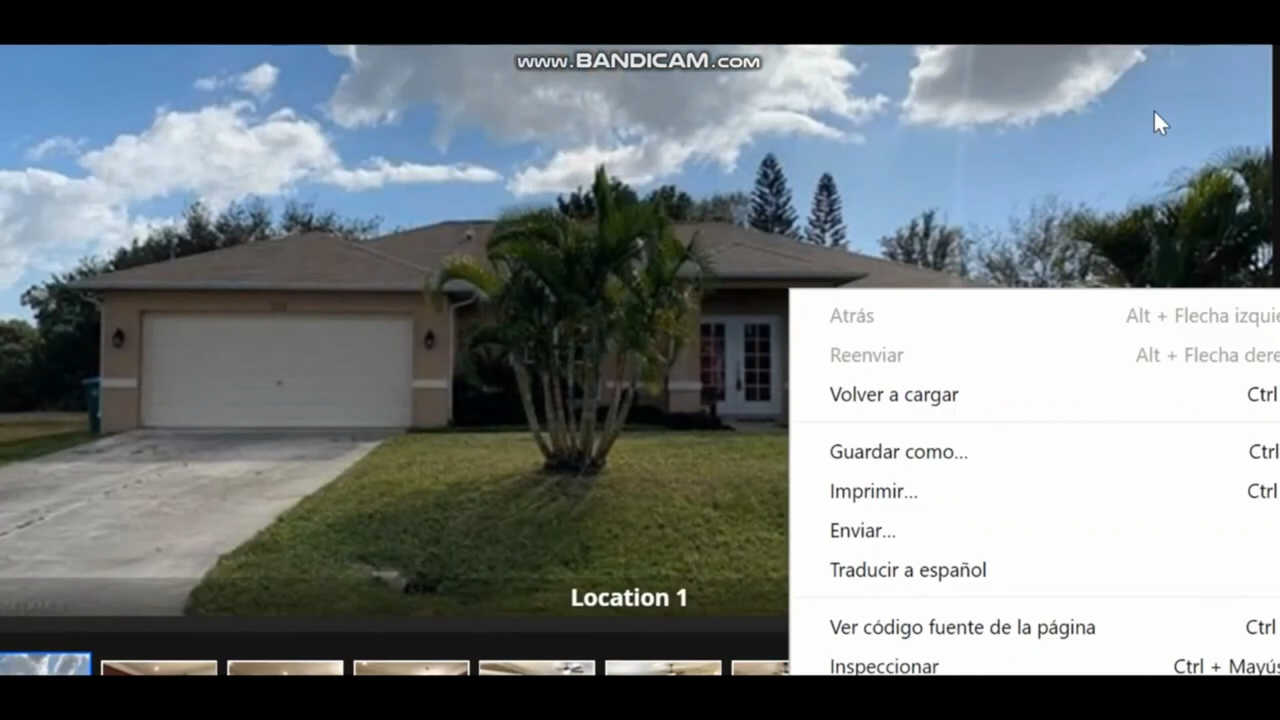 www.BANDICAM.com
Atrás Alt + Flecha izquie
Reenviar Alt + Flecha dere
Volver a cargar Ctrl
Guardar como... Ctrl
Imprimir... Ctrl
Enviar...
Traducir a español
Location 1
Ver código fuente de la página Ctrl
Inspeccionar Ctrl + Mayús